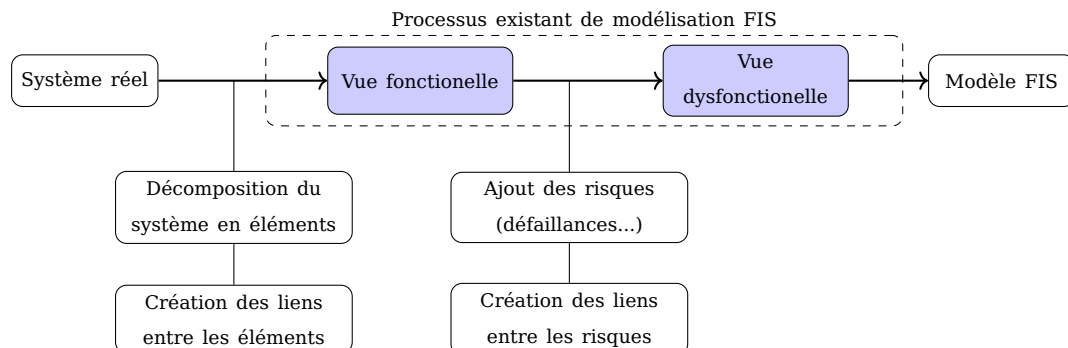 Processus existant de modélisation FIS
Système réel
Vue fonctionelle
Vue
dysfonctionelle
Modèle FIS
Décomposition du
système en éléments
Ajout des risques
(défaillances...)
Création des liens
entre les éléments
Création des liens
entre les risques